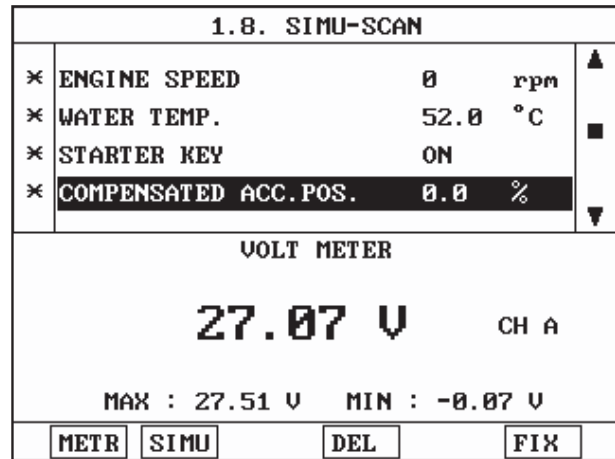 1.8. SIMU-SCAN
* ENGINE SPEED 0 rpm
* WATER TEMP. 52.0 °C
* STARTER KEY ON
* COMPENSATED ACC.POS. 0.0 %
VOLT METER
27.07 V CH A
MAX : 27.51 V MIN : -0.07 V
METR SIMU DEL FIX